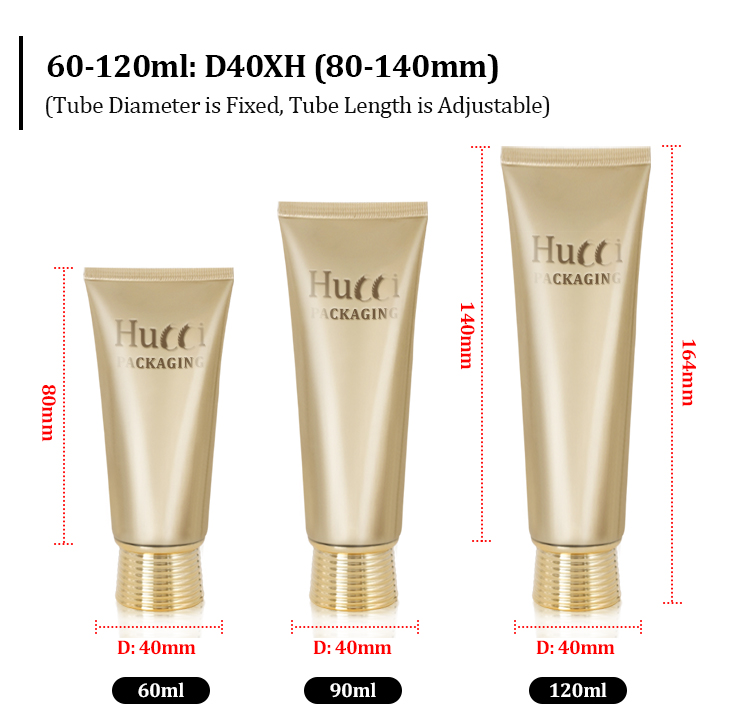 60-120ml: D40XH (80-140mm)
(Tube Diameter is Fixed, Tube Length is Adjustable)
Hucci
PACKAGING
Hucci
PACKAGING
Hucci
PACKAGING
80mm
140mm
164mm
D: 40mm
D: 40mm
D: 40mm
60ml
90ml
120ml